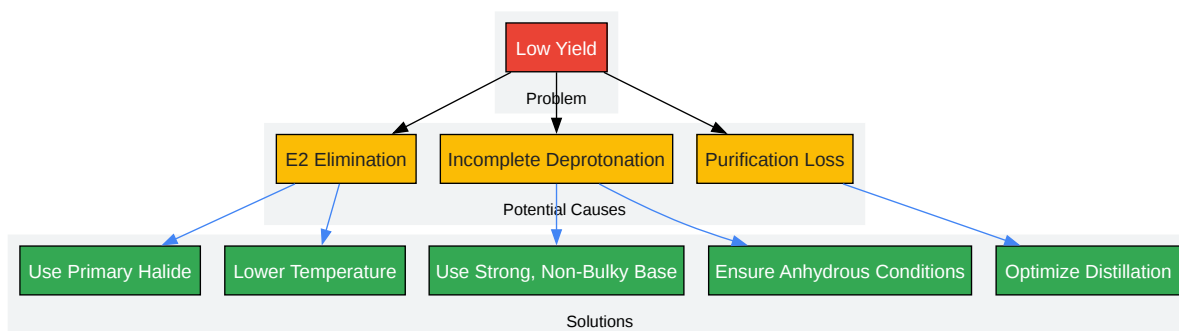 Low Yield
Problem
E2 Elimination
Incomplete Deprotonation
Purification Loss
Potential Causes
Use Primary Halide
Lower Temperature
Use Strong, Non-Bulky Base
Ensure Anhydrous Conditions
Optimize Distillation
Solutions